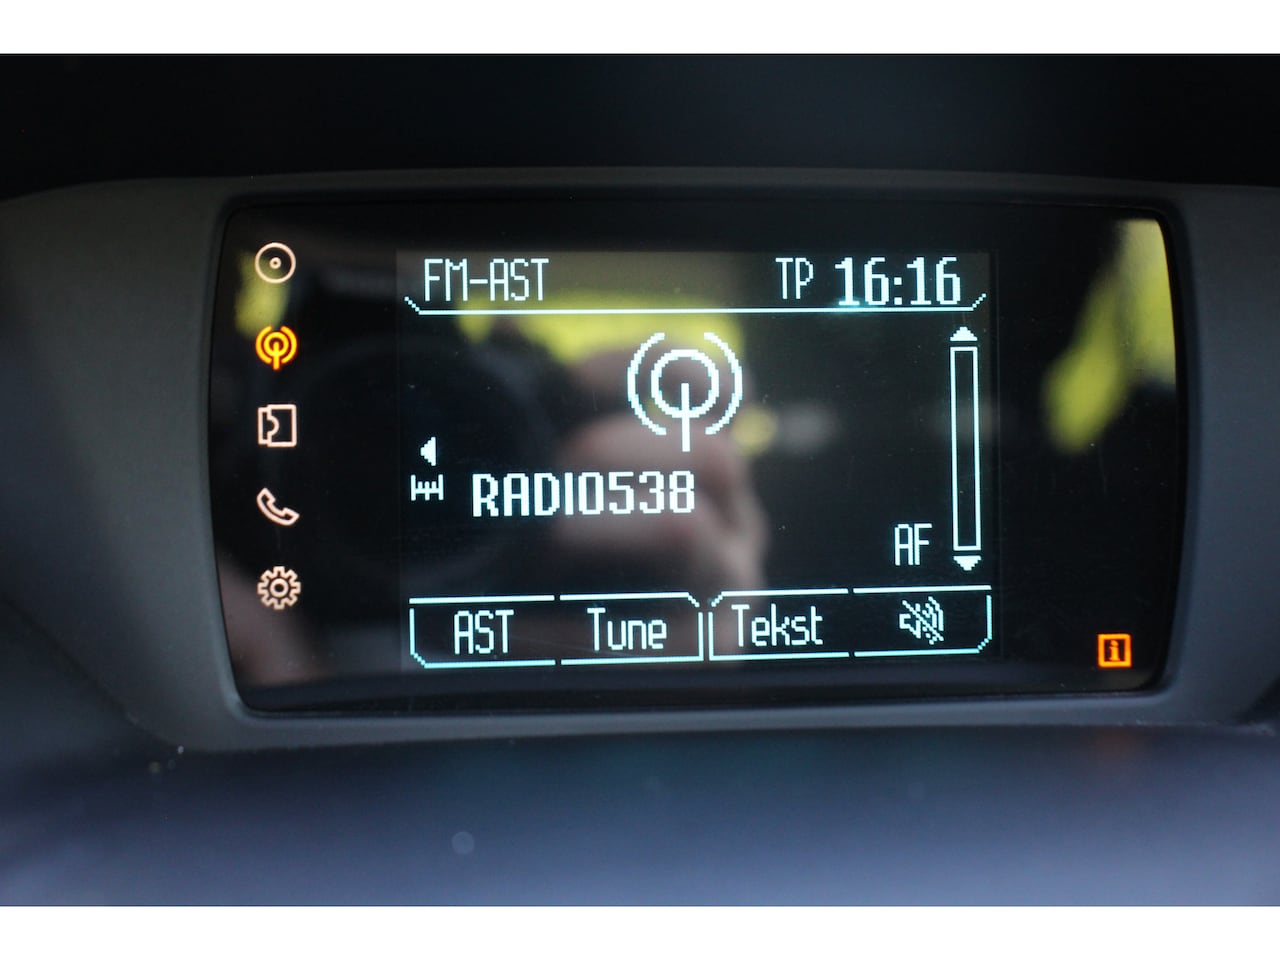 FM-AST TP 16:16
RADIO538
AF
AST Tune Tekst
i